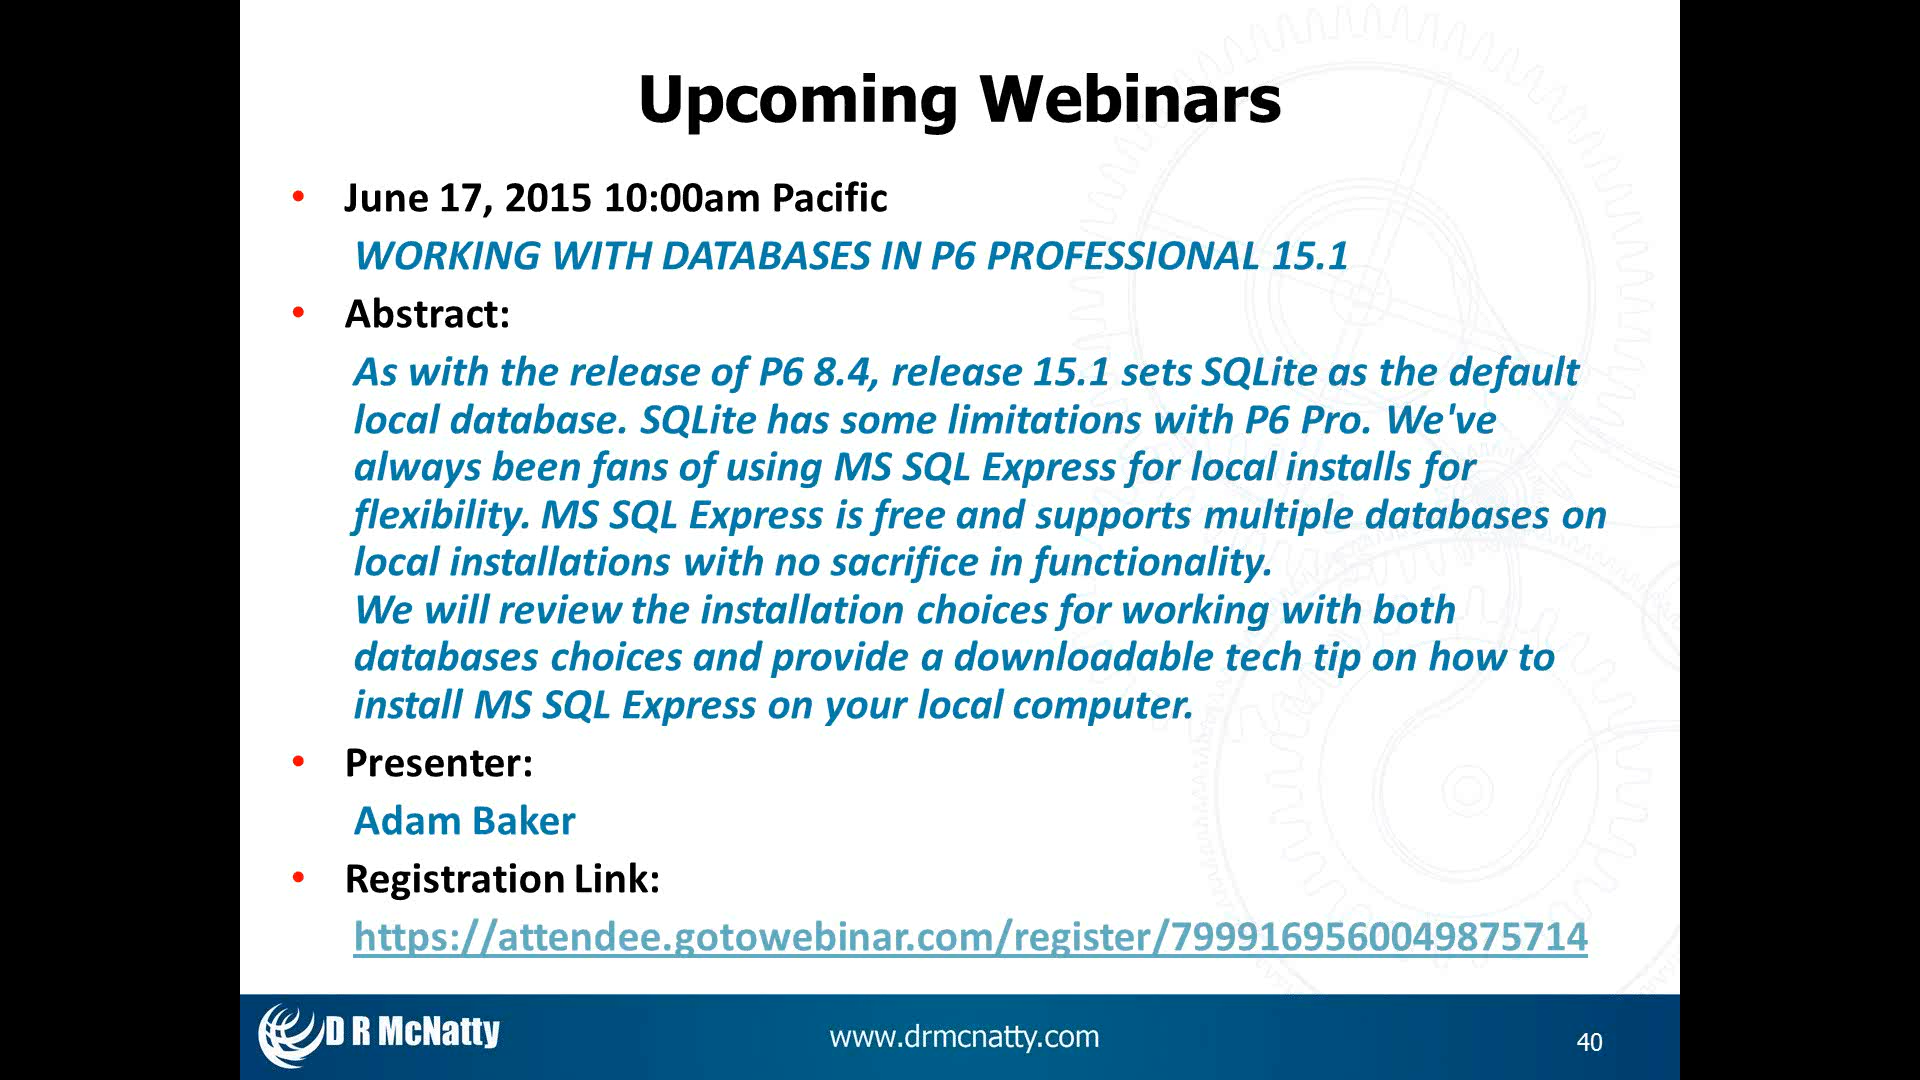 Upcoming Webinars
• June 17, 2015 10:00am Pacific
WORKING WITH DATABASES IN P6 PROFESSIONAL 15.1
• Abstract:
As with the release of P6 8.4, release 15.1 sets SQLite as the default
local database. SQLite has some limitations with P6 Pro. We've
always been fans of using MS SQL Express for local installs for
flexibility. MS SQL Express is free and supports multiple databases on
local installations with no sacrifice in functionality.
We will review the installation choices for working with both
databases choices and provide a downloadable tech tip on how to
install MS SQL Express on your local computer.
• Presenter:
Adam Baker
• Registration Link:
https://attendee.gotowebinar.com/register/7999169560049875714
D R McNatty
www.drmcnatty.com
40